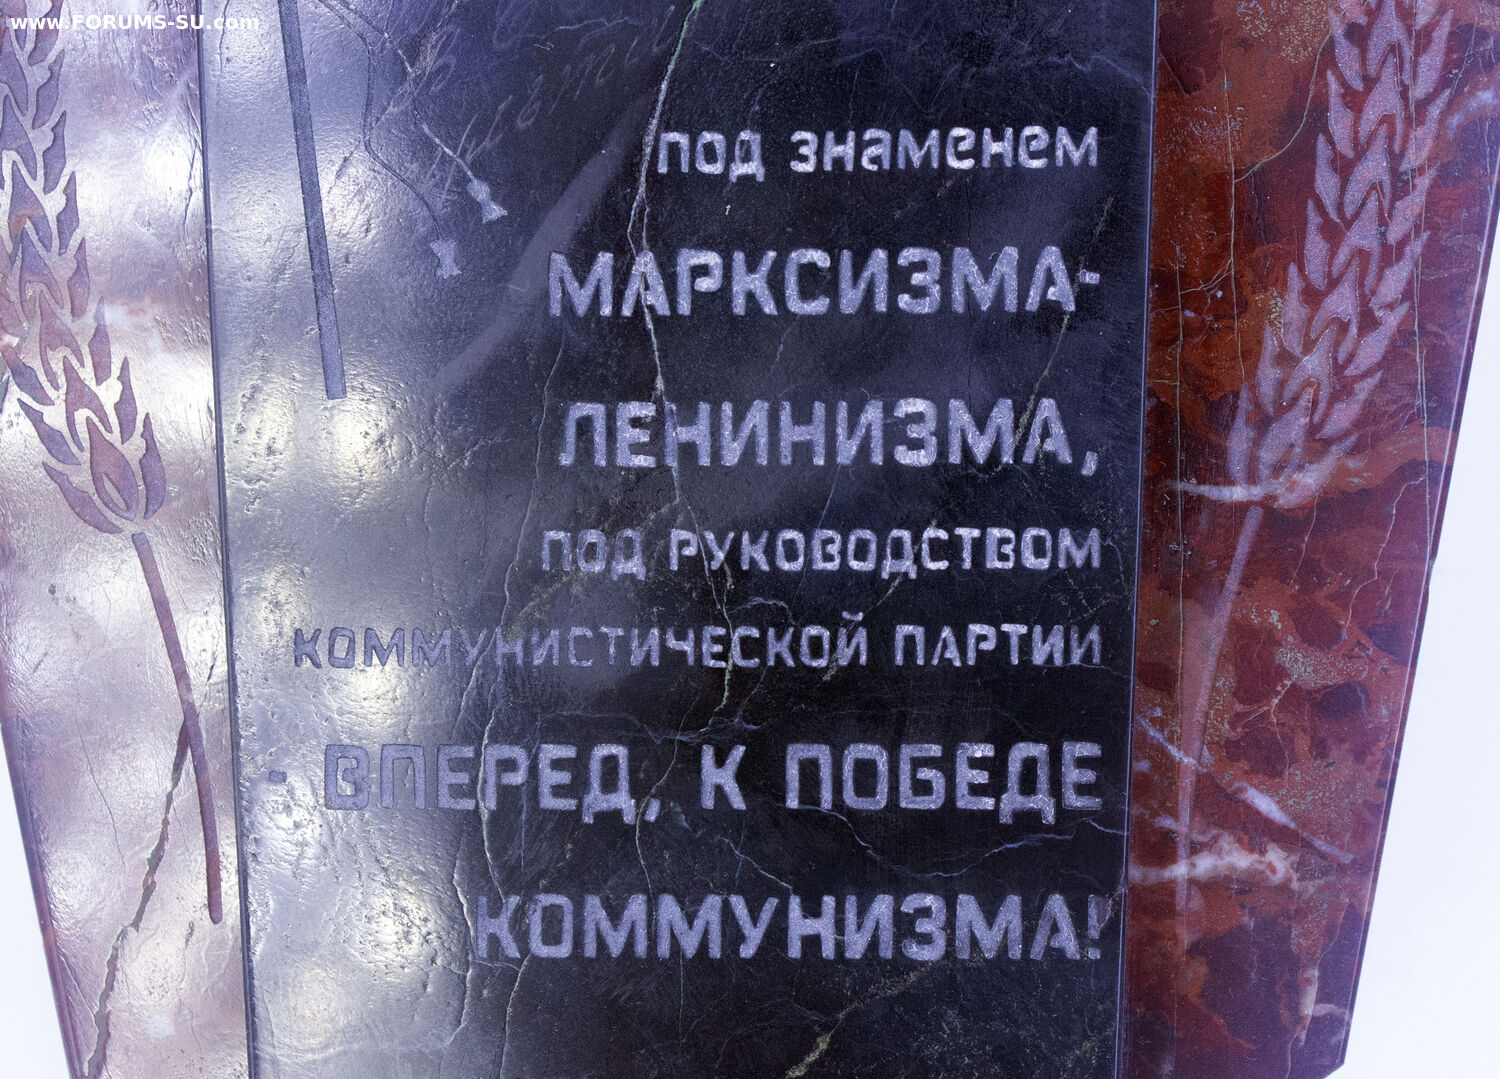 www.FORUMS-SU.com
под знаменем
МАРКСИЗМА-
ЛЕНИНИЗМА,
ПОД РУКОВОДСТВОМ
КОММУНИСТИЧЕСКОЙ ПАРТИИ
- ВПЕРЕД, К ПОБЕДЕ
КОММУНИЗМА!